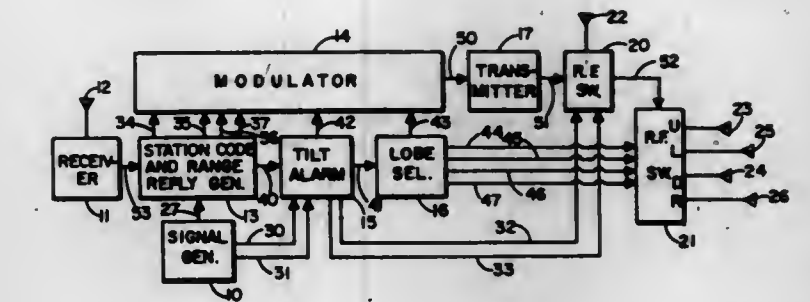 14
50
17
22
20
12
MODULATOR
TRANS-
MITTER
R.F.
SW.
52
51
23
34
35
36
37
42
43
44
45
U
25
RECEIV-
ER
STATION CODE
AND RANGE
REPLY GEN.
TILT
ALARM
LOBE
SEL.
R.F.
SW.
L
24
D
53
40
46
R
26
11
27
13
15
16
47
21
30
32
SIGNAL
GEN.
31
33
10